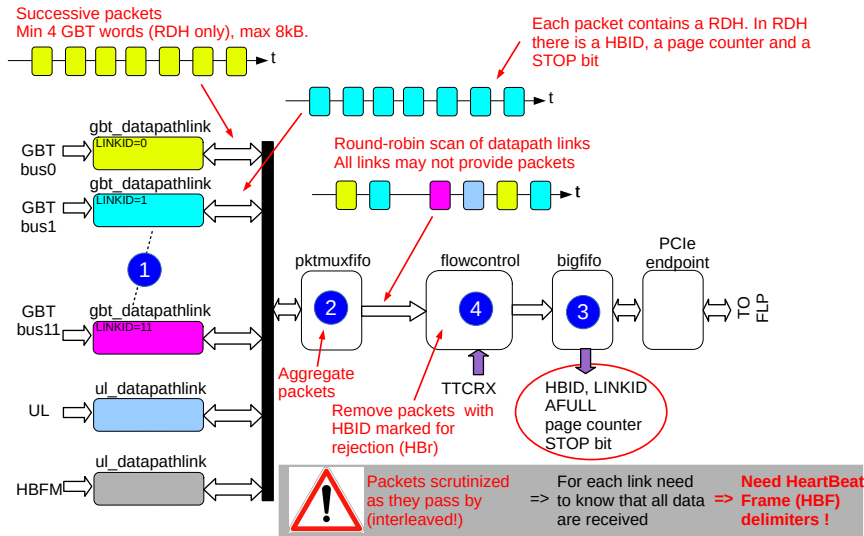 Successive packets
Min 4 GBT words (RDH only), max 8kB.
t
Each packet contains a RDH. In RDH
there is a HBID, a page counter and a
STOP bit
t
gbt_datapathlink
LINKID=0
GBT
bus0
Round-robin scan of datapath links
All links may not provide packets
t
gbt_datapathlink
LINKID=1
GBT
bus1
1
pktmuxfifo
2
flowcontrol
4
bigfifo
3
PCIe
endpoint
TO
FLP
gbt_datapathlink
LINKID=11
GBT
bus11
Aggregate
packets
TTCRX
HBID, LINKID
AFULL
page counter
STOP bit
ul_datapathlink
UL
Remove packets with
HBID marked for
rejection (HBr)
ul_datapathlink
HBFM
!
Packets scrutinized
as they pass by
(interleaved!)
=>
For each link need
to know that all data
are received
=>
Need HeartBeat
Frame (HBF)
delimiters !